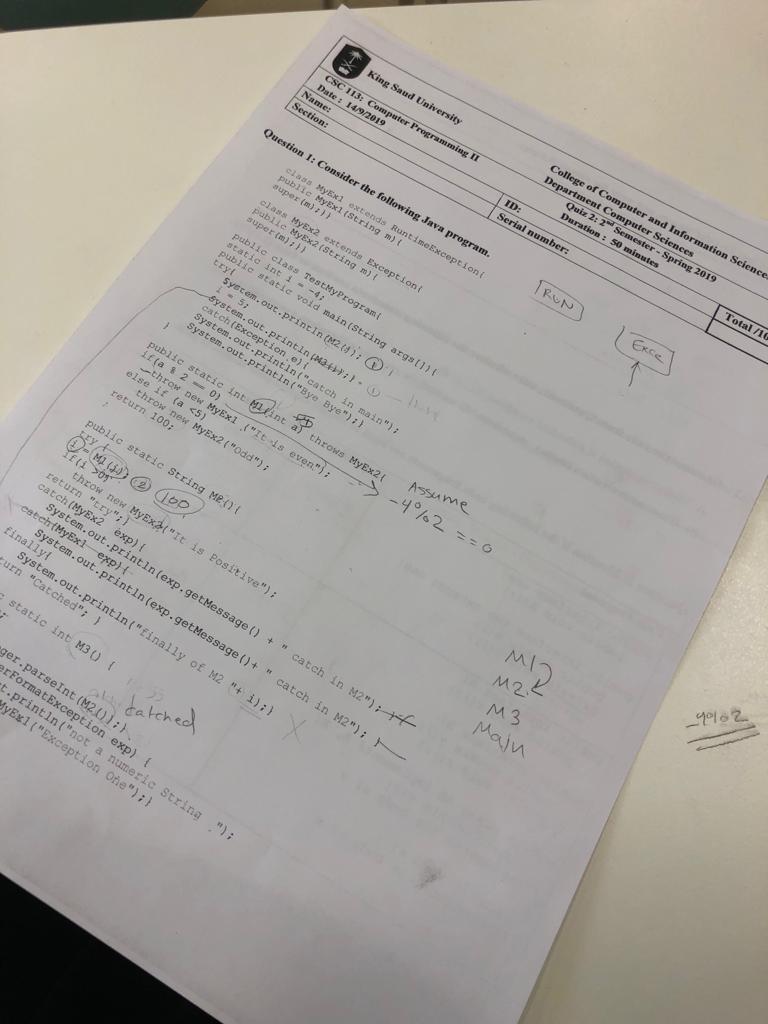 King Saud University
College of Computer and Information Science
CSC 113: Computer Programming II
Department Computer Sciences
Date : 14/9/2019
Quiz 2: 2nd Semester - Spring 2019
Duration : 50 minutes
Name:
ID:
Section:
Serial number:
Total /10
Question 1: Consider the following Java program.
class MyEx1 extends RuntimeException{
public MyEx1(String m){
super(m);}}
class MyEx2 extends Exception{
public MyEx2(String m){
super(m);}}
public class TestMyProgram{
static int i = -4;
public static void main(String args[]){
try{
System.out.println(M2());
i = 5;
System.out.println(M3());}
catch(Exception e){
System.out.println("catch in main");
System.out.println("Bye Bye");}
}
public static int M1(int a) throws MyEx2{
if(a % 2 == 0)
throw new MyEx1 ("It is even");
else if (a <5)
throw new MyEx2("Odd");
return 100;
}
public static String M2(){
try {
i = M1(i);
if(i >0)
throw new MyEx2("It is Positive");
return "try";}
catch(MyEx2 exp){
System.out.println(exp.getMessage() + " catch in M2");
catch(MyEx1 exp){
System.out.println(exp.getMessage()+ " catch in M2"); }
finally{
System.out.println("finally of M2 "+ i);}
urn "Catched"; }
static int M3() {
ger.parseInt(M2());}
erFormatException exp) {
t.println("not a numeric String .");
MyEx1("Exception One");}
RUN
Exce
Assume
-4%2 ==0
100
M1
M2
M3
Main
Catched
-4%2